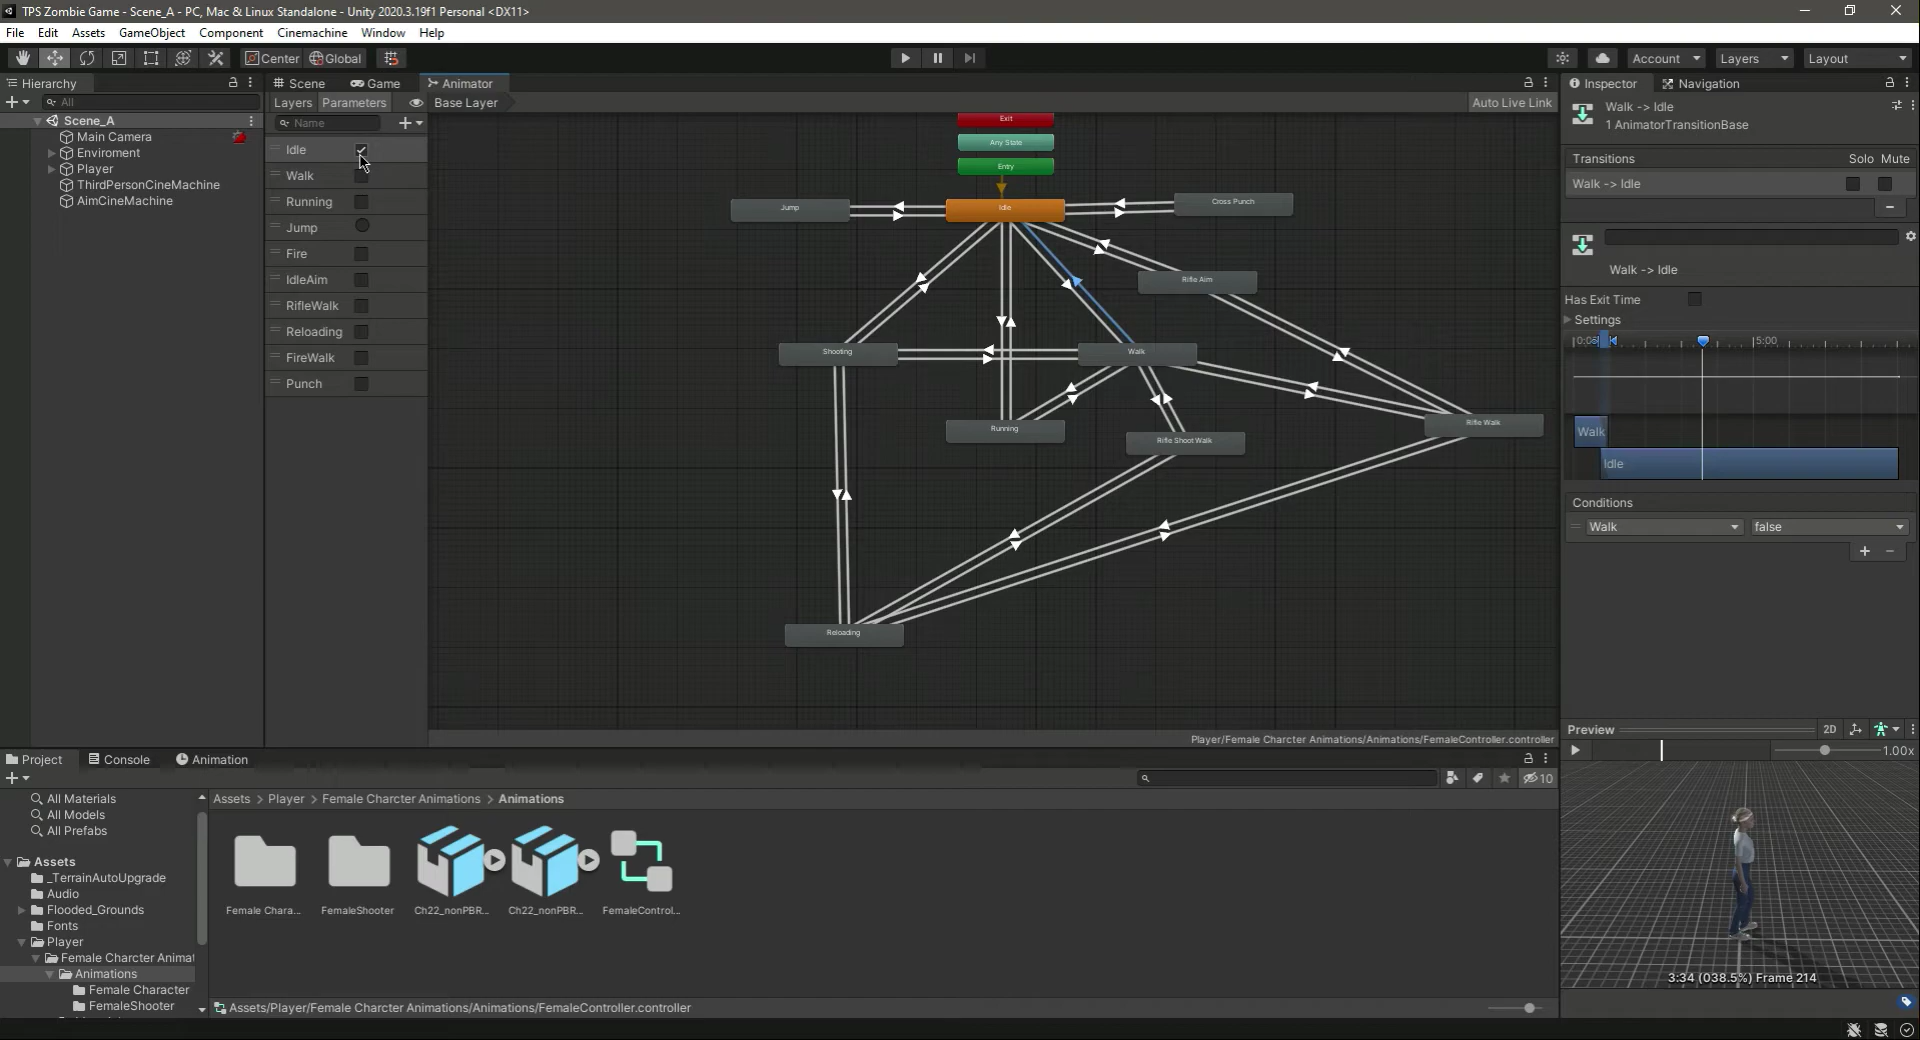 TPS Zombie Game - Scene_A - PC, Mac & Linux Standalone - Unity 2020.3.19f1 Personal <DX11>
File Edit Assets GameObject Component Cinemachine Window Help
Center Global Account Layers Layout
Hierarchy
All
Scene_A
Main Camera
Enviroment
Player
ThirdPersonCineMachine
AimCineMachine
Scene Game Animator
Layers Parameters Base Layer Auto Live Link
Name
Idle
Walk
Running
Jump
Fire
IdleAim
RifleWalk
Reloading
FireWalk
Punch
Exit
Any State
Entry
Jump
Idle
Cross Punch
Rifle Aim
Shooting
Walk
Running
Rifle Shoot Walk
Rifle Walk
Reloading
Player/Female Charcter Animations/Animations/FemaleController.controller
Inspector Navigation
Walk -> Idle
1 AnimatorTransitionBase
Transitions Solo Mute
Walk -> Idle
Walk -> Idle
Has Exit Time
Settings
5:00
Walk
Idle
Conditions
Walk false
Preview 2D
1.00x
3:34 (038.5%) Frame 214
Project Console Animation
10
All Materials
All Models
All Prefabs
Assets
_TerrainAutoUpgrade
Audio
Flooded_Grounds
Fonts
Player
Female Charcter Animat
Animations
Female Character
FemaleShooter
Assets > Player > Female Charcter Animations > Animations
Female Chara...
FemaleShooter
Ch22_nonPBR...
Ch22_nonPBR...
FemaleControl...
Assets/Player/Female Charcter Animations/Animations/FemaleController.controller